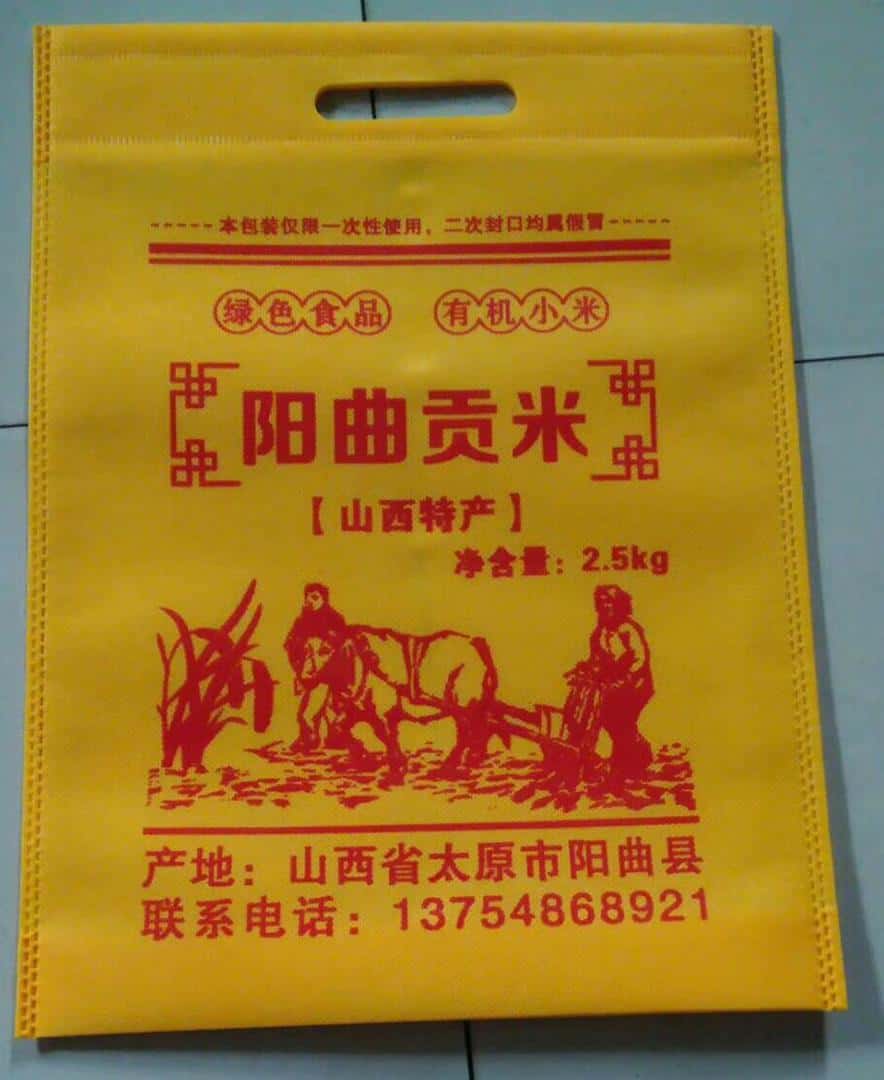 -----本包装仅限一次性使用，二次封口均属假冒-----
绿色食品 有机小米
阳曲贡米
【山西特产】
净含量：2.5kg
产地：山西省太原市阳曲县
联系电话：13754868921